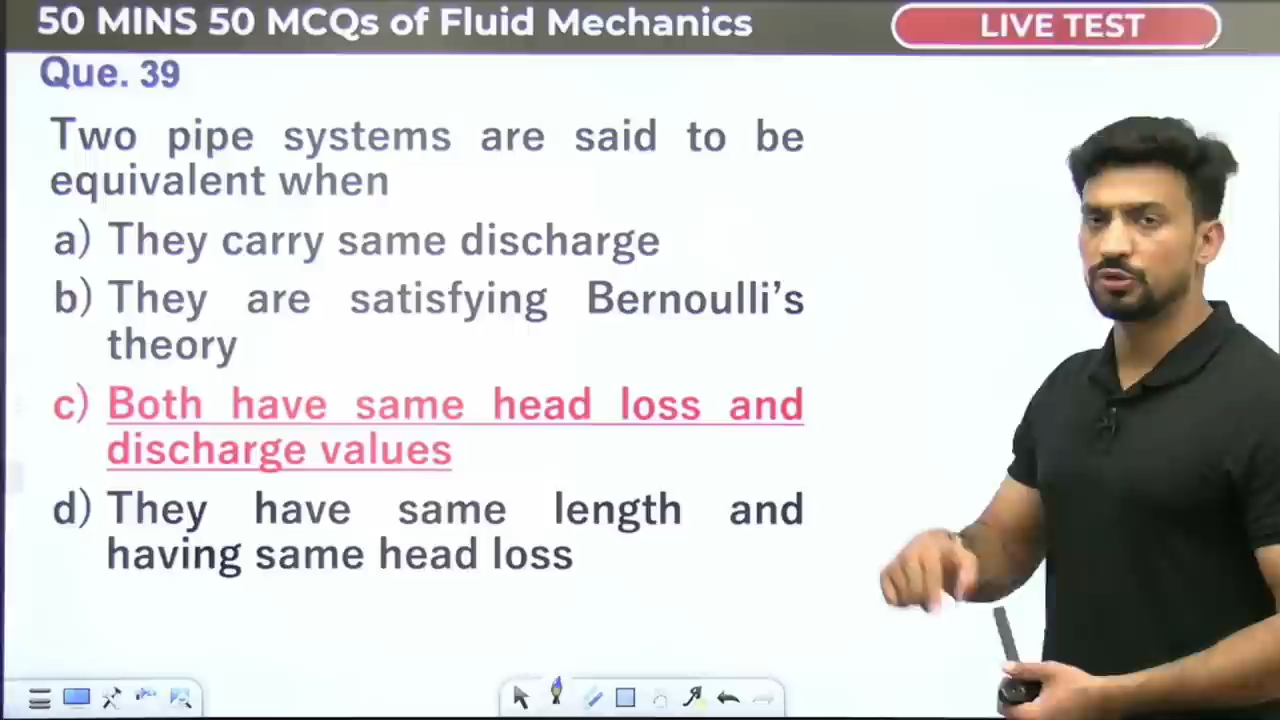 50 MINS 50 MCQs of Fluid Mechanics
LIVE TEST
Que. 39
Two pipe systems are said to be
equivalent when
a) They carry same discharge
b) They are satisfying Bernoulli's
theory
c) Both have same head loss and
discharge values
d) They have same length and
having same head loss